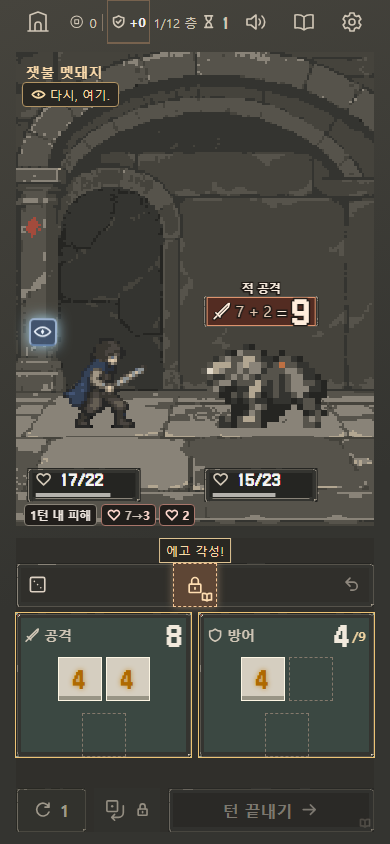 0 | +0 1/12 층 1
잿불 멧돼지
다시, 여기.
적 공격
7 + 2 = 9
17/22
15/23
1턴 내 피해 7→3 2
에고 각성!
공격 8
방어 4/9
4 4
4
1
턴 끝내기 →